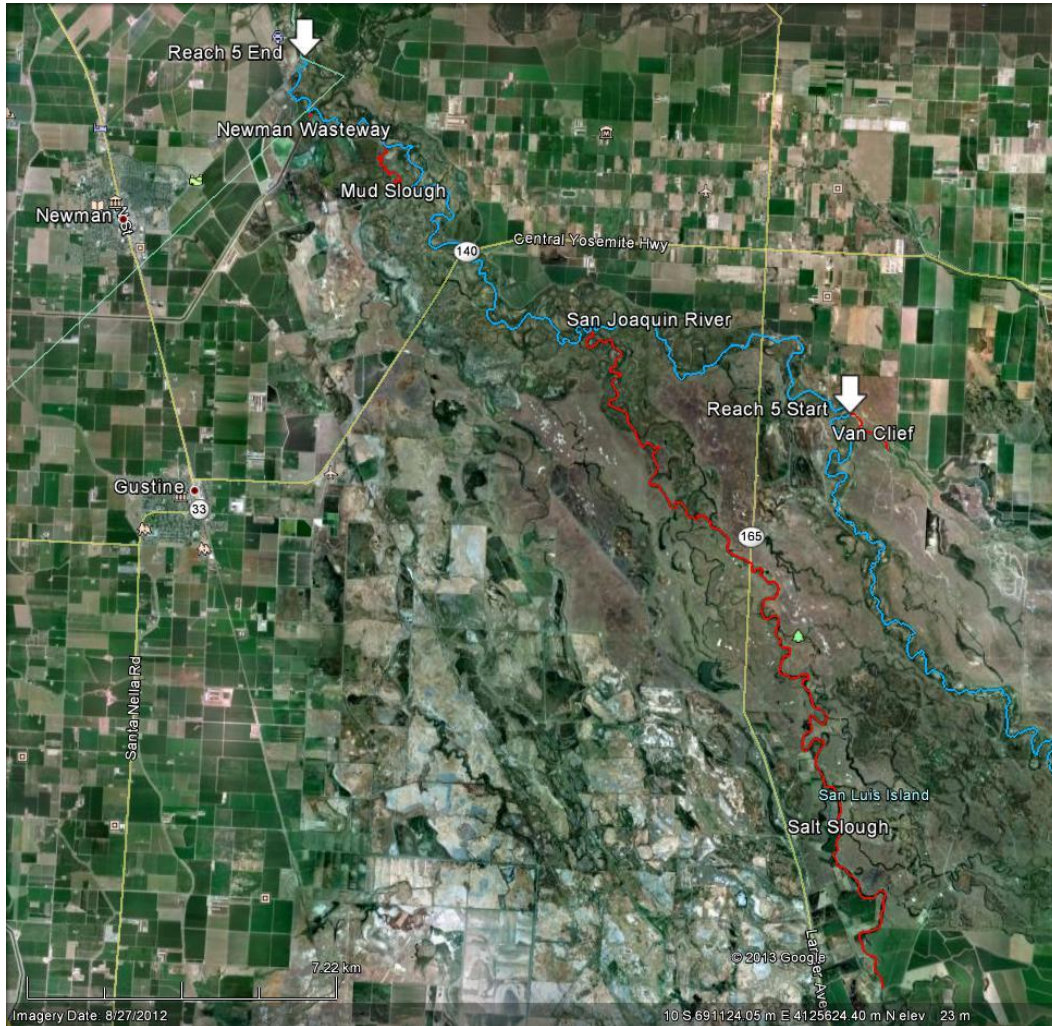 Reach 5 End
Newman Wasteway
Mud Slough
Newman
N St
Central Yosemite Hwy
140
San Joaquin River
Reach 5 Start
Van Clief
Gustine
33
165
Santa Nella Rd
San Luis Island
Salt Slough
© 2013 Google
7.22 km
Imagery Date: 8/27/2012
10 S 691124.05 m E 4125624.40 m N elev 23 m